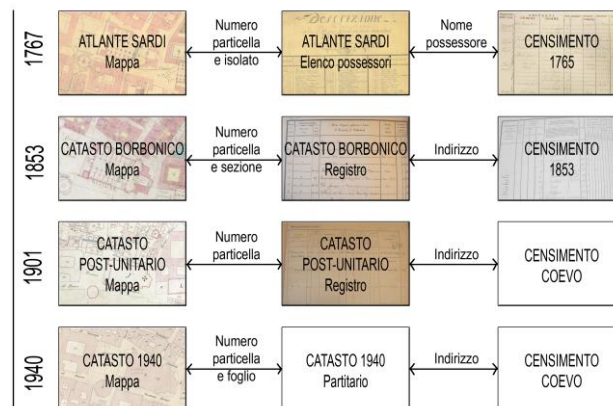 1767
ATLANTE SARDI
Mappa
Numero
particella
e isolato
Descrizione
ATLANTE SARDI
Elenco possessori
Nome
possessore
CENSIMENTO
1765
1853
CATASTO BORBONICO
Mappa
Numero
particella
e sezione
CATASTO BORBONICO
Registro
Indirizzo
CENSIMENTO
1853
1901
CATASTO
POST-UNITARIO
Mappa
Numero
particella
CATASTO
POST-UNITARIO
Registro
Indirizzo
CENSIMENTO
COEVO
1940
CATASTO 1940
Mappa
Numero
particella
e foglio
CATASTO 1940
Partitario
Indirizzo
CENSIMENTO
COEVO